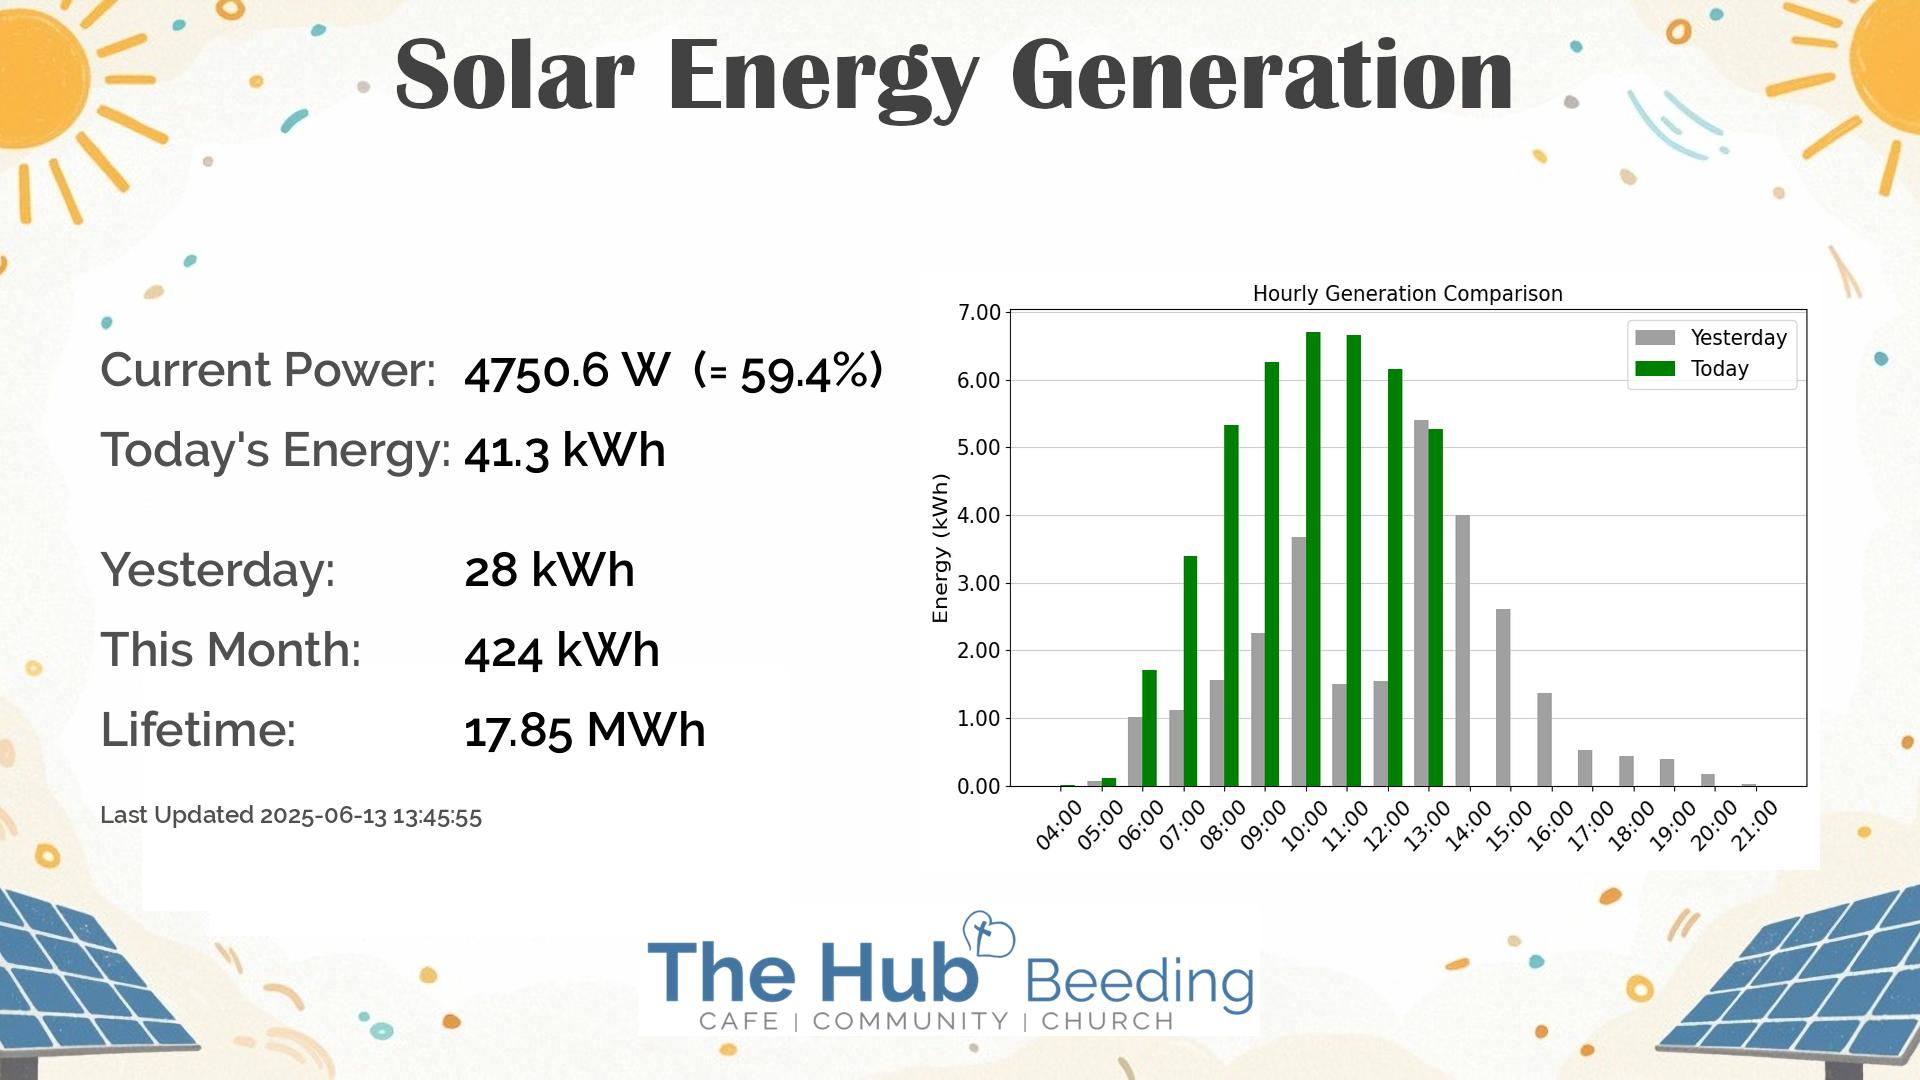 Solar Energy Generation
Current Power: 4750.6 W (= 59.4%)
Today's Energy: 41.3 kWh
Yesterday: 28 kWh
This Month: 424 kWh
Lifetime: 17.85 MWh
Last Updated 2025-06-13 13:45:55
Hourly Generation Comparison
Yesterday
Today
Energy (kWh)
7.00
6.00
5.00
4.00
3.00
2.00
1.00
0.00
04:00 05:00 06:00 07:00 08:00 09:00 10:00 11:00 12:00 13:00 14:00 15:00 16:00 17:00 18:00 19:00 20:00 21:00
The Hub Beeding
CAFE | COMMUNITY | CHURCH